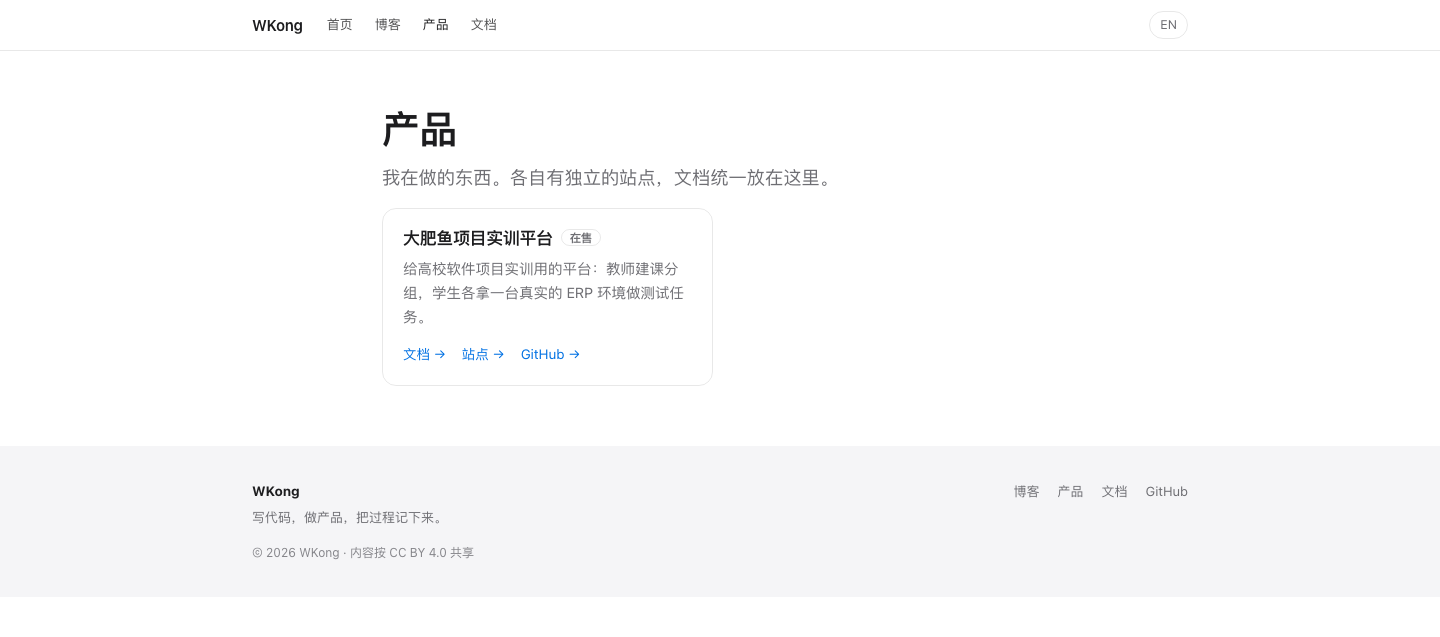 WKong 首页 博客 产品 文档 EN
产品
我在做的东西。各自有独立的站点，文档统一放在这里。
大肥鱼项目实训平台 在售
给高校软件项目实训用的平台：教师建课分
组，学生各拿一台真实的 ERP 环境做测试任
务。
文档 → 站点 → GitHub →
WKong 博客 产品 文档 GitHub
写代码，做产品，把过程记下来。
© 2026 WKong · 内容按 CC BY 4.0 共享